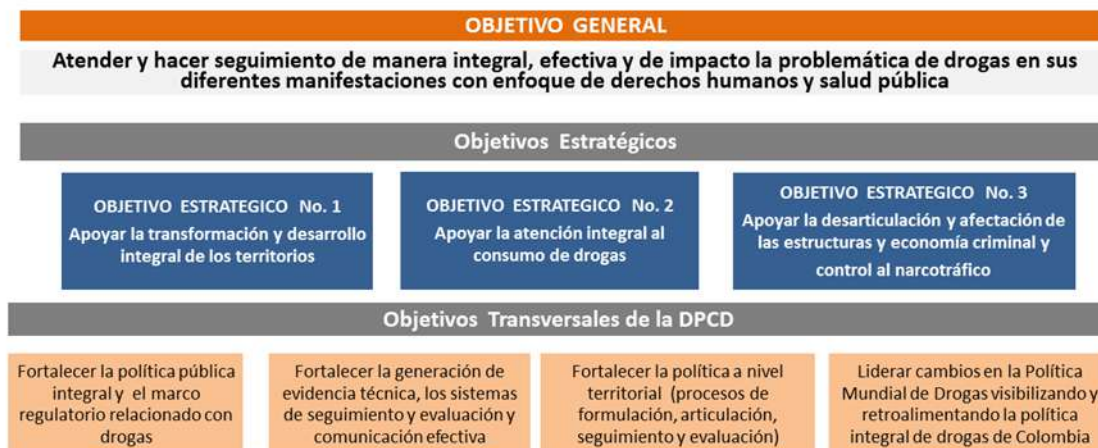 OBJETIVO GENERAL
Atender y hacer seguimiento de manera integral, efectiva y de impacto la problemática de drogas en sus
diferentes manifestaciones con enfoque de derechos humanos y salud pública
Objetivos Estratégicos
OBJETIVO ESTRATEGICO No. 1
Apoyar la transformación y desarrollo
integral de los territorios
OBJETIVO ESTRATEGICO No. 2
Apoyar la atención integral al
consumo de drogas
OBJETIVO ESTRATEGICO No. 3
Apoyar la desarticulación y afectación de
las estructuras y economía criminal y
control al narcotráfico
Objetivos Transversales de la DPCD
Fortalecer la política pública
integral y el marco
regulatorio relacionado con
drogas
Fortalecer la generación de
evidencia técnica, los sistemas
de seguimiento y evaluación y
comunicación efectiva
Fortalecer la política a nivel
territorial (procesos de
formulación, articulación,
seguimiento y evaluación)
Liderar cambios en la Política
Mundial de Drogas visibilizando y
retroalimentando la política
integral de drogas de Colombia